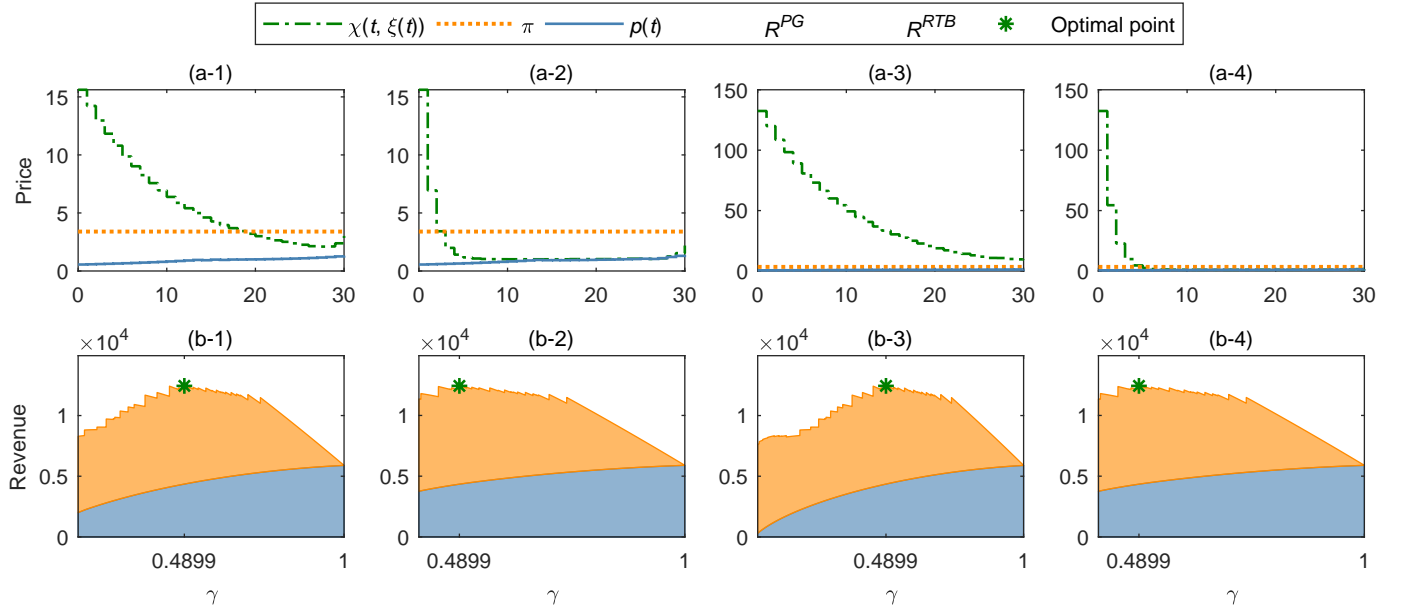 χ(t, ξ(t)) π p(t) R^PG R^RTB Optimal point
(a-1) (a-2) (a-3) (a-4)
Price
15 10 5 0
0 10 20 30
15 10 5 0
0 10 20 30
150 100 50 0
0 10 20 30
150 100 50 0
0 10 20 30
(b-1) (b-2) (b-3) (b-4)
Revenue
×10^4
1 0.5 0
0.4899 1
γ
×10^4
1 0.5 0
0.4899 1
γ
×10^4
1 0.5 0
0.4899 1
γ
×10^4
1 0.5 0
0.4899 1
γ